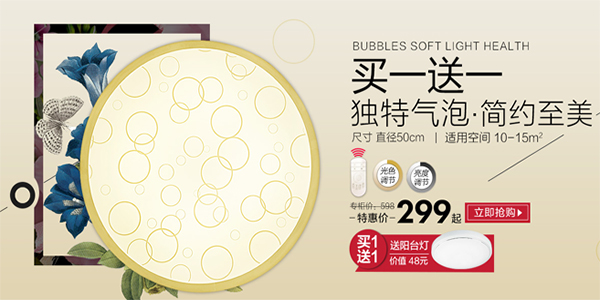 BUBBLES SOFT LIGHT HEALTH
买一送一
独特气泡·简约至美
尺寸 直径50cm | 适用空间 10-15m²
光色调节
亮度调节
专柜价:598
-特惠价-299起
立即抢购
买1送1
送阳台灯
价值 48元